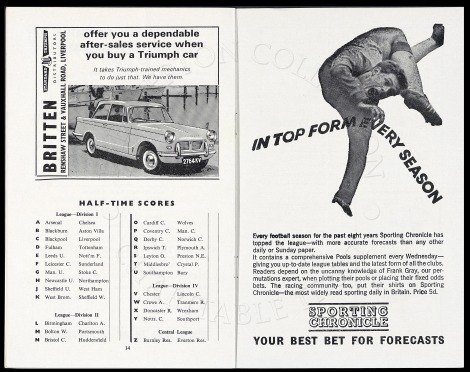 BRITTEN
STANDARD TRIUMPH
DISTRIBUTORS
RENSHAW STREET & VAUXHALL ROAD, LIVERPOOL
offer you a dependable
after-sales service when
you buy a Triumph car
It takes Triumph-trained mechanics
to do just that. We have them.
2764 KV
HALF-TIME SCORES
League—Division I
A Arsenal Chelsea
B Blackburn Aston Villa
C Blackpool Liverpool
D Fulham Tottenham
E Leeds U. Nott'm F.
F Leicester C. Sunderland
G Man. U. Stoke C.
H Newcastle U. Northampton
J Sheffield U. West Ham
K West Brom. Sheffield W.
League—Division II
L Birmingham Charlton A.
M Bolton W. Portsmouth
N Bristol C. Huddersfield
O Cardiff C. Wolves
P Coventry C. Man. C.
Q Derby C. Norwich C.
R Ipswich T. Plymouth A.
S Leyton O. Preston N.E.
T Middlesbro' Crystal P.
U Southampton Bury
League—Division IV
V Chester Lincoln C.
W Crewe A. Tranmere R.
X Doncaster R. Wrexham
Y Notts. C. Southport
Central League
Z Burnley Res. Everton Res.
14
IN TOP FORM EVERY SEASON
Every football season for the past eight years Sporting Chronicle has
topped the league—with more accurate forecasts than any other
daily or Sunday paper.
It contains a comprehensive Pools supplement every Wednesday—
giving you up-to-date league tables and the latest form of all the clubs.
Readers depend on the uncanny knowledge of Frank Gray, our per-
mutations expert, when plotting their pools or placing their fixed odds
bets. The racing community too, put their shirts on Sporting
Chronicle—the most widely read sporting daily in Britain. Price 5d.
SPORTING
CHRONICLE
YOUR BEST BET FOR FORECASTS